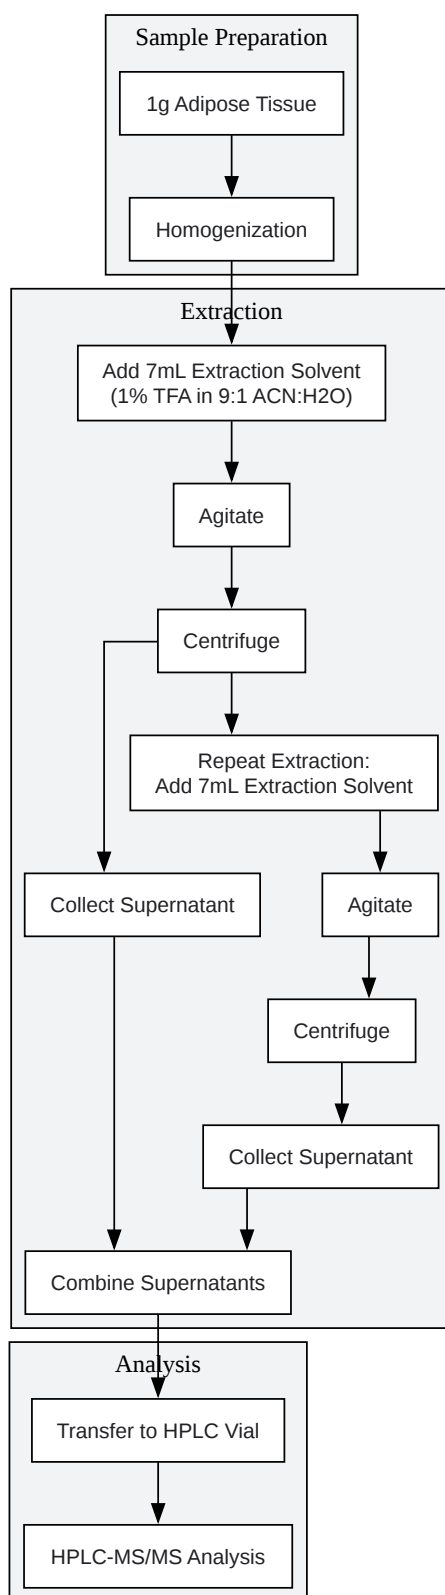 Sample Preparation
1g Adipose Tissue
Homogenization
Extraction
Add 7mL Extraction Solvent
(1% TFA in 9:1 ACN:H2O)
Agitate
Centrifuge
Repeat Extraction:
Add 7mL Extraction Solvent
Collect Supernatant
Agitate
Centrifuge
Collect Supernatant
Combine Supernatants
Analysis
Transfer to HPLC Vial
HPLC-MS/MS Analysis